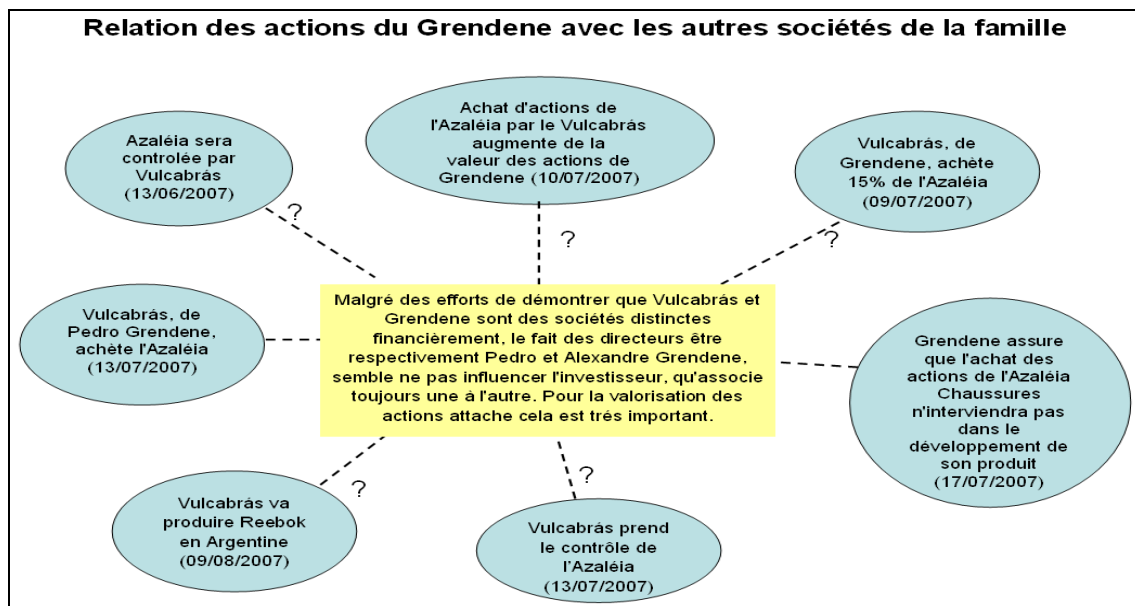 Relation des actions du Grendene avec les autres sociétés de la famille
Azaléia sera
controlée par
Vulcabrás
(13/06/2007)
?
Achat d'actions de
l'Azaléia par le Vulcabrás
augmente de la
valeur des actions de
Grendene (10/07/2007)
?
Vulcabrás, de
Grendene, achète
15% de l'Azaléia
(09/07/2007)
?
Vulcabrás, de
Pedro Grendene,
achète l'Azaléia
(13/07/2007)
Malgré des efforts de démontrer que Vulcabrás et
Grendene sont des sociétés distinctes
financièrement, le fait des directeurs être
respectivement Pedro et Alexandre Grendene,
semble ne pas influencer l'investisseur, qu'associe
toujours une à l'autre. Pour la valorisation des
actions attache cela est trés important.
Grendene assure
que l'achat des
actions de l'Azaléia
Chaussures
n'interviendra pas
dans le
développement de
son produit
(17/07/2007)
?
Vulcabrás va
produire Reebok
en Argentine
(09/08/2007)
?
Vulcabrás prend
le contrôle de
l'Azaléia
(13/07/2007)